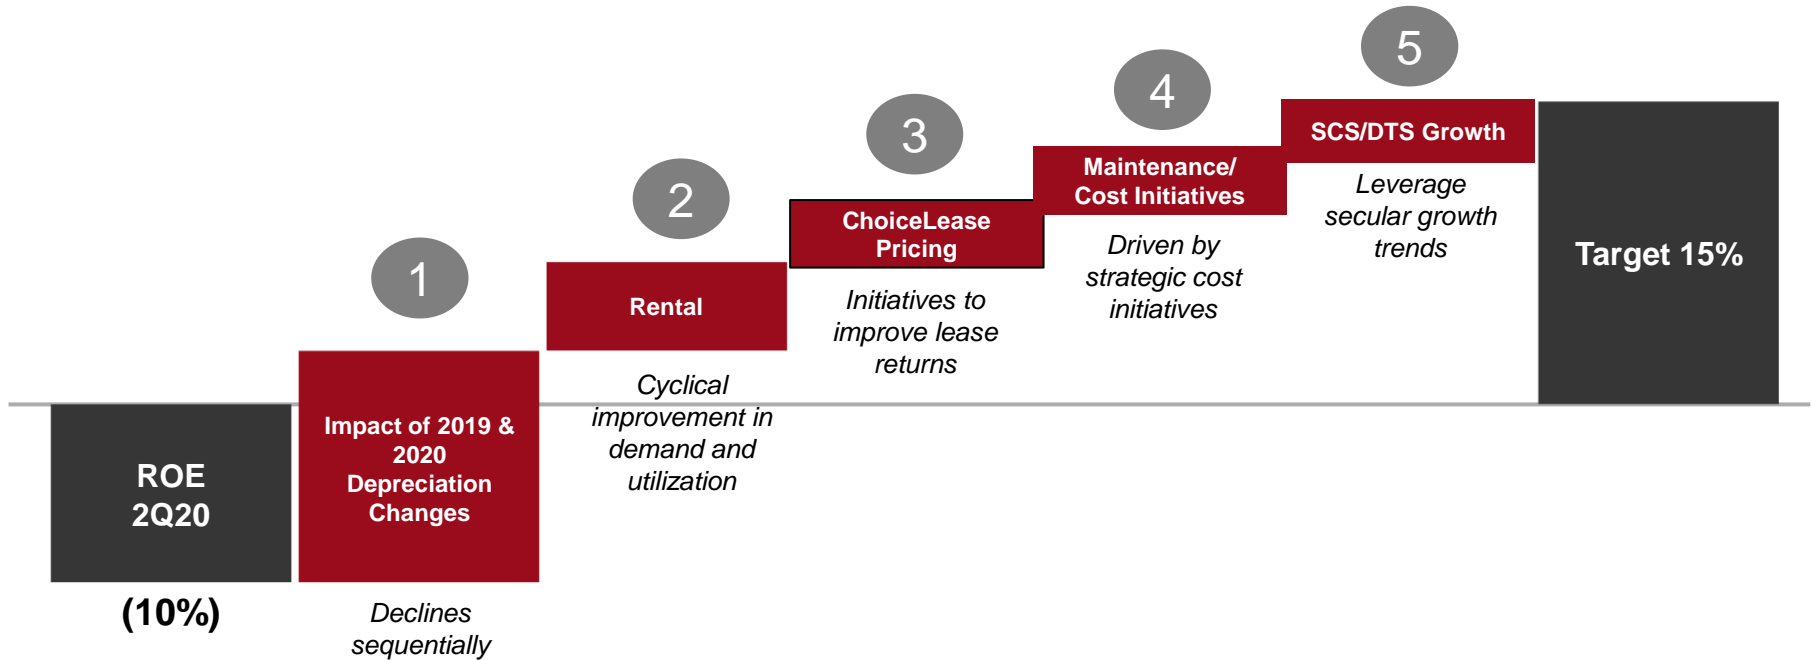 ROE
2Q20
(10%)
1
Impact of 2019 &
2020
Depreciation
Changes
Declines
sequentially
2
Rental
Cyclical
improvement in
demand and
utilization
3
ChoiceLease
Pricing
Initiatives to
improve lease
returns
4
Maintenance/
Cost Initiatives
Driven by
strategic cost
initiatives
5
SCS/DTS Growth
Leverage
secular growth
trends
Target 15%